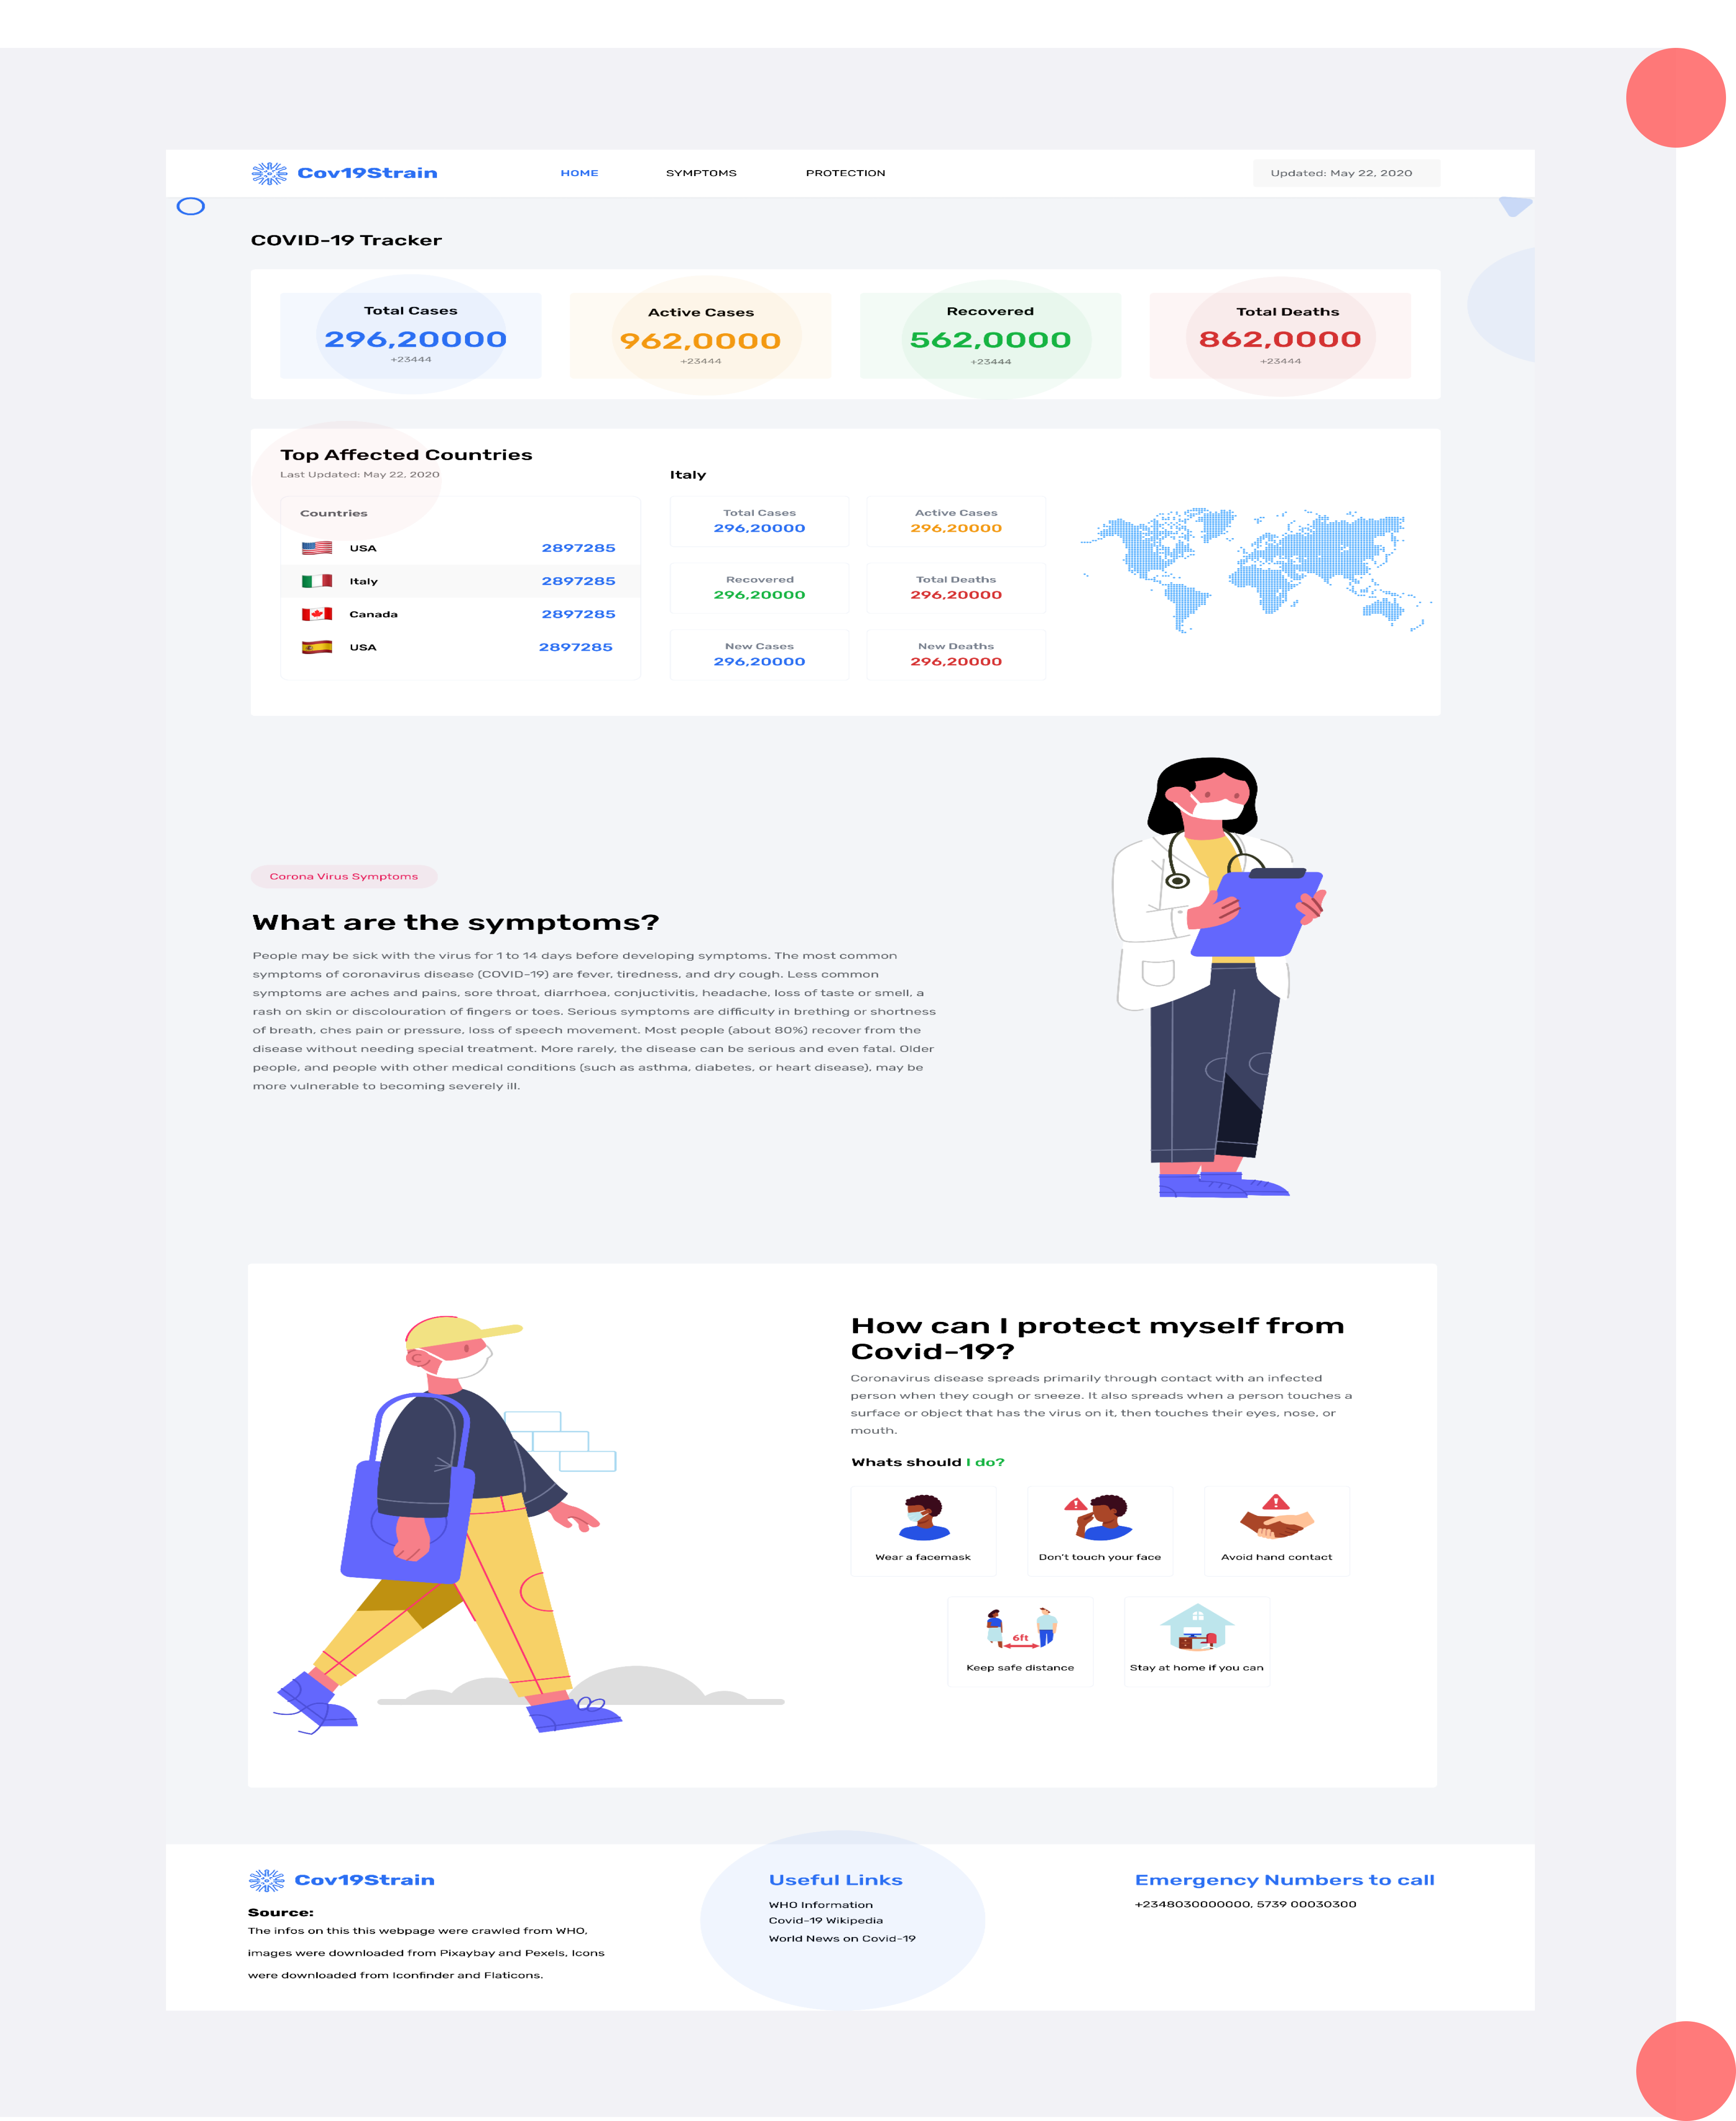 Cov19Strain
HOME
SYMPTOMS
PROTECTION
Updated: May 22, 2020
COVID-19 Tracker
Total Cases
296,20000
+23444
Active Cases
962,0000
+23444
Recovered
562,0000
+23444
Total Deaths
862,0000
+23444
Top Affected Countries
Last Updated: May 22, 2020
Countries
USA 2897285
Italy 2897285
Canada 2897285
USA 2897285
Italy
Total Cases
296,20000
Active Cases
296,20000
Recovered
296,20000
Total Deaths
296,20000
New Cases
296,20000
New Deaths
296,20000
Corona Virus Symptoms
What are the symptoms?
People may be sick with the virus for 1 to 14 days before developing symptoms. The most common
symptoms of coronavirus disease (COVID-19) are fever, tiredness, and dry cough. Less common
symptoms are aches and pains, sore throat, diarrhoea, conjuctivitis, headache, loss of taste or smell, a
rash on skin or discolouration of fingers or toes. Serious symptoms are difficulty in brething or shortness
of breath, ches pain or pressure, loss of speech movement. Most people (about 80%) recover from the
disease without needing special treatment. More rarely, the disease can be serious and even fatal. Older
people, and people with other medical conditions (such as asthma, diabetes, or heart disease), may be
more vulnerable to becoming severely ill.
How can I protect myself from
Covid-19?
Coronavirus disease spreads primarily through contact with an infected
person when they cough or sneeze. It also spreads when a person touches a
surface or object that has the virus on it, then touches their eyes, nose, or
mouth.
Whats should I do?
Wear a facemask
Don't touch your face
Avoid hand contact
6ft
Keep safe distance
Stay at home if you can
Cov19Strain
Source:
The infos on this this webpage were crawled from WHO,
images were downloaded from Pixaybay and Pexels, Icons
were downloaded from Iconfinder and Flaticons.
Useful Links
WHO Information
Covid-19 Wikipedia
World News on Covid-19
Emergency Numbers to call
+2348030000000, 5739 00030300